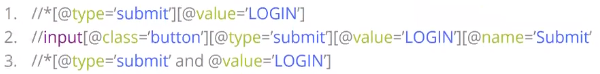 1. //*[@type=‘submit’][@value=’LOGIN’]
2. //input[@class=‘button’][@type=‘submit’][@value=‘LOGIN’][@name=‘Submit’
3. //*[@type=‘submit’ and @value=‘LOGIN’]